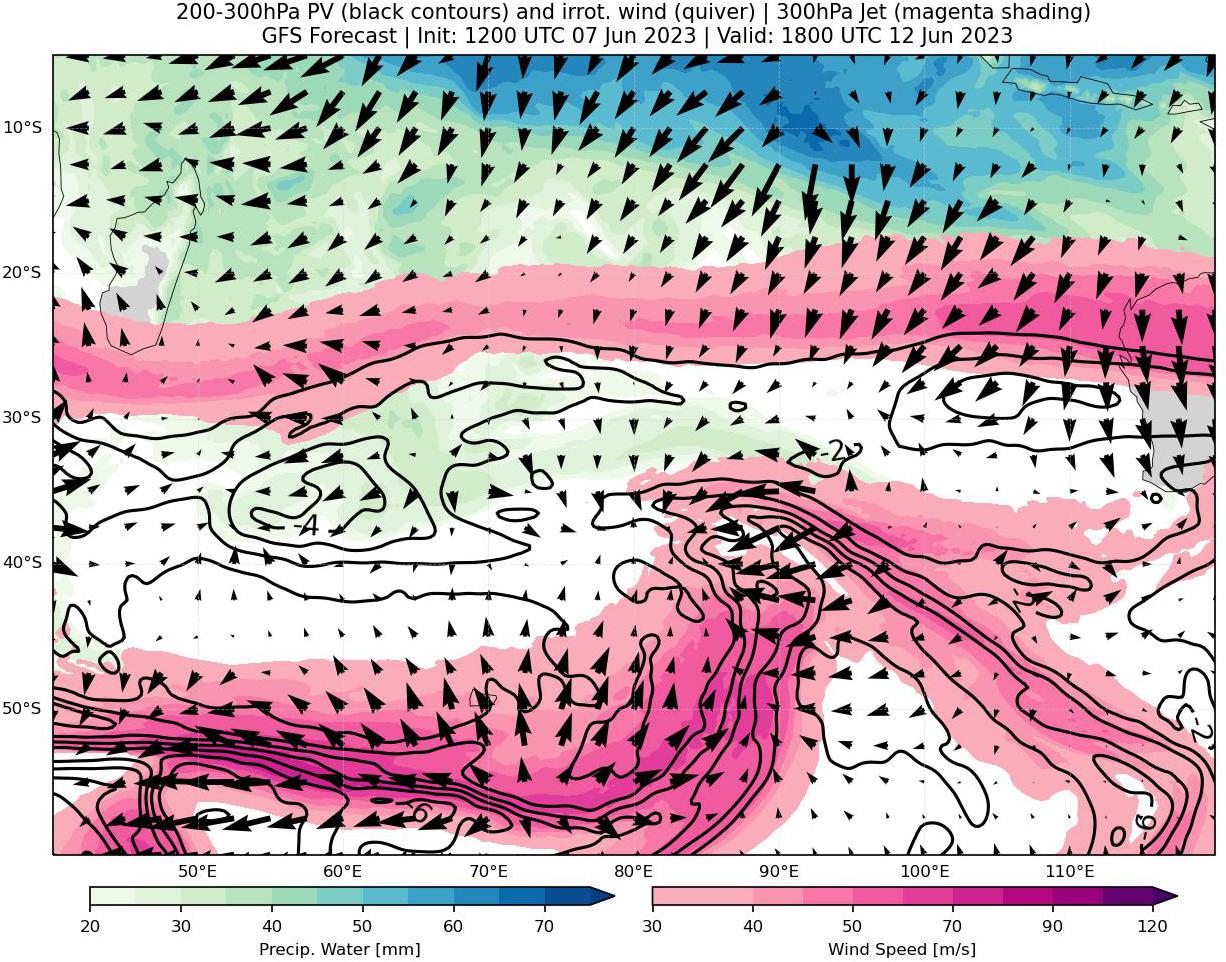 200-300hPa PV (black contours) and irrot. wind (quiver) | 300hPa Jet (magenta shading)
GFS Forecast | Init: 1200 UTC 07 Jun 2023 | Valid: 1800 UTC 12 Jun 2023
10°S
20°S
30°S
-2
-4
40°S
-2
50°S
-2
-6
-6
50°E 60°E 70°E 80°E 90°E 100°E 110°E
20 30 40 50 60 70
30 40 50 70 90 120
Precip. Water [mm]
Wind Speed [m/s]